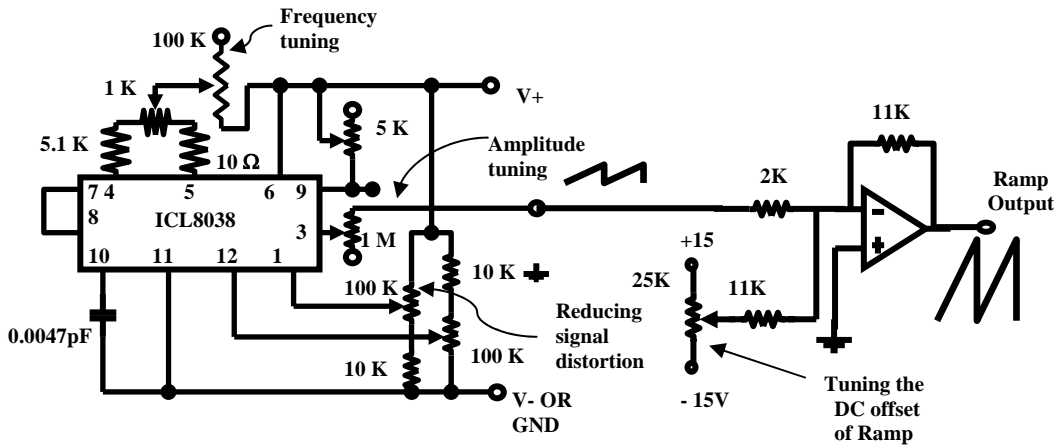 Frequency
tuning
100 K
1 K
V+
5 K
11K
5.1 K
10 Ω
Amplitude
tuning
2K
Ramp
Output
7 4 5 6 9
8
ICL8038
3
1 M
10 11 12 1
-
+
+15
10 K
25K
11K
100 K
Reducing
signal
distortion
0.0047pF
10 K
100 K
- 15V
Tuning the
DC offset
of Ramp
V- OR
GND